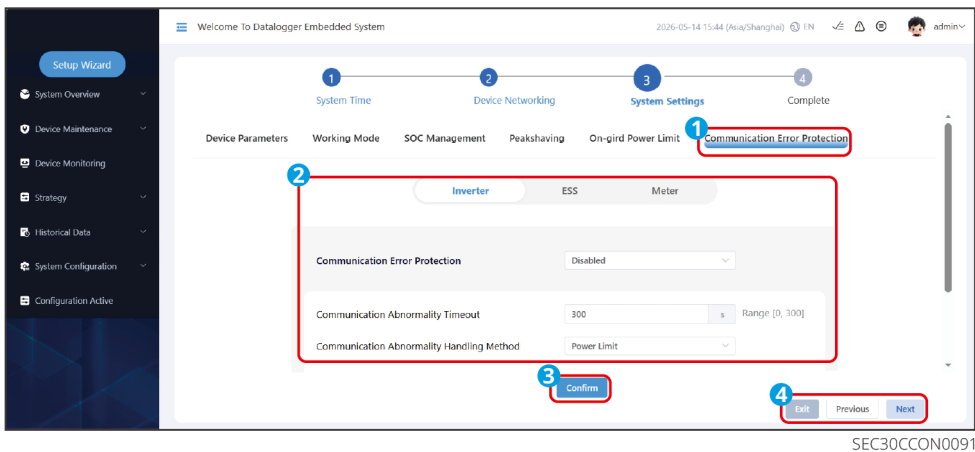 Welcome To Datalogger Embedded System
2026-05-14 15:44 (Asia/Shanghai) EN admin
Setup Wizard
System Overview
Device Maintenance
Device Monitoring
Strategy
Historical Data
System Configuration
Configuration Active
1 2 3 4
System Time Device Networking System Settings Complete
1
Device Parameters Working Mode SOC Management Peakshaving On-gird Power Limit Communication Error Protection
2
Inverter ESS Meter
Communication Error Protection Disabled
Communication Abnormality Timeout 300 s Range [0, 300]
Communication Abnormality Handling Method Power Limit
3
Confirm
4
Exit Previous Next
SEC30CCON0091